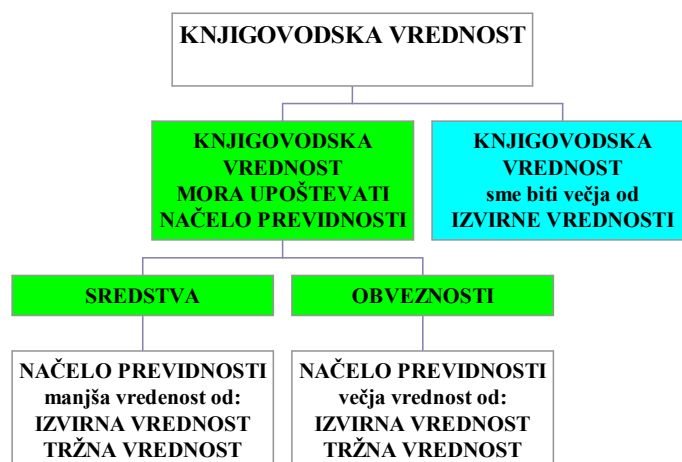 KNJIGOVODSKA VREDNOST
KNJIGOVODSKA
VREDNOST
MORA UPOŠTEVATI
NAČELO PREVIDNOSTI
KNJIGOVODSKA
VREDNOST
sme biti večja od
IZVIRNE VREDNOSTI
SREDSTVA
OBVEZNOSTI
NAČELO PREVIDNOSTI
manjša vredenost od:
IZVIRNA VREDNOST
TRŽNA VREDNOST
NAČELO PREVIDNOSTI
večja vrednost od:
IZVIRNA VREDNOST
TRŽNA VREDNOST